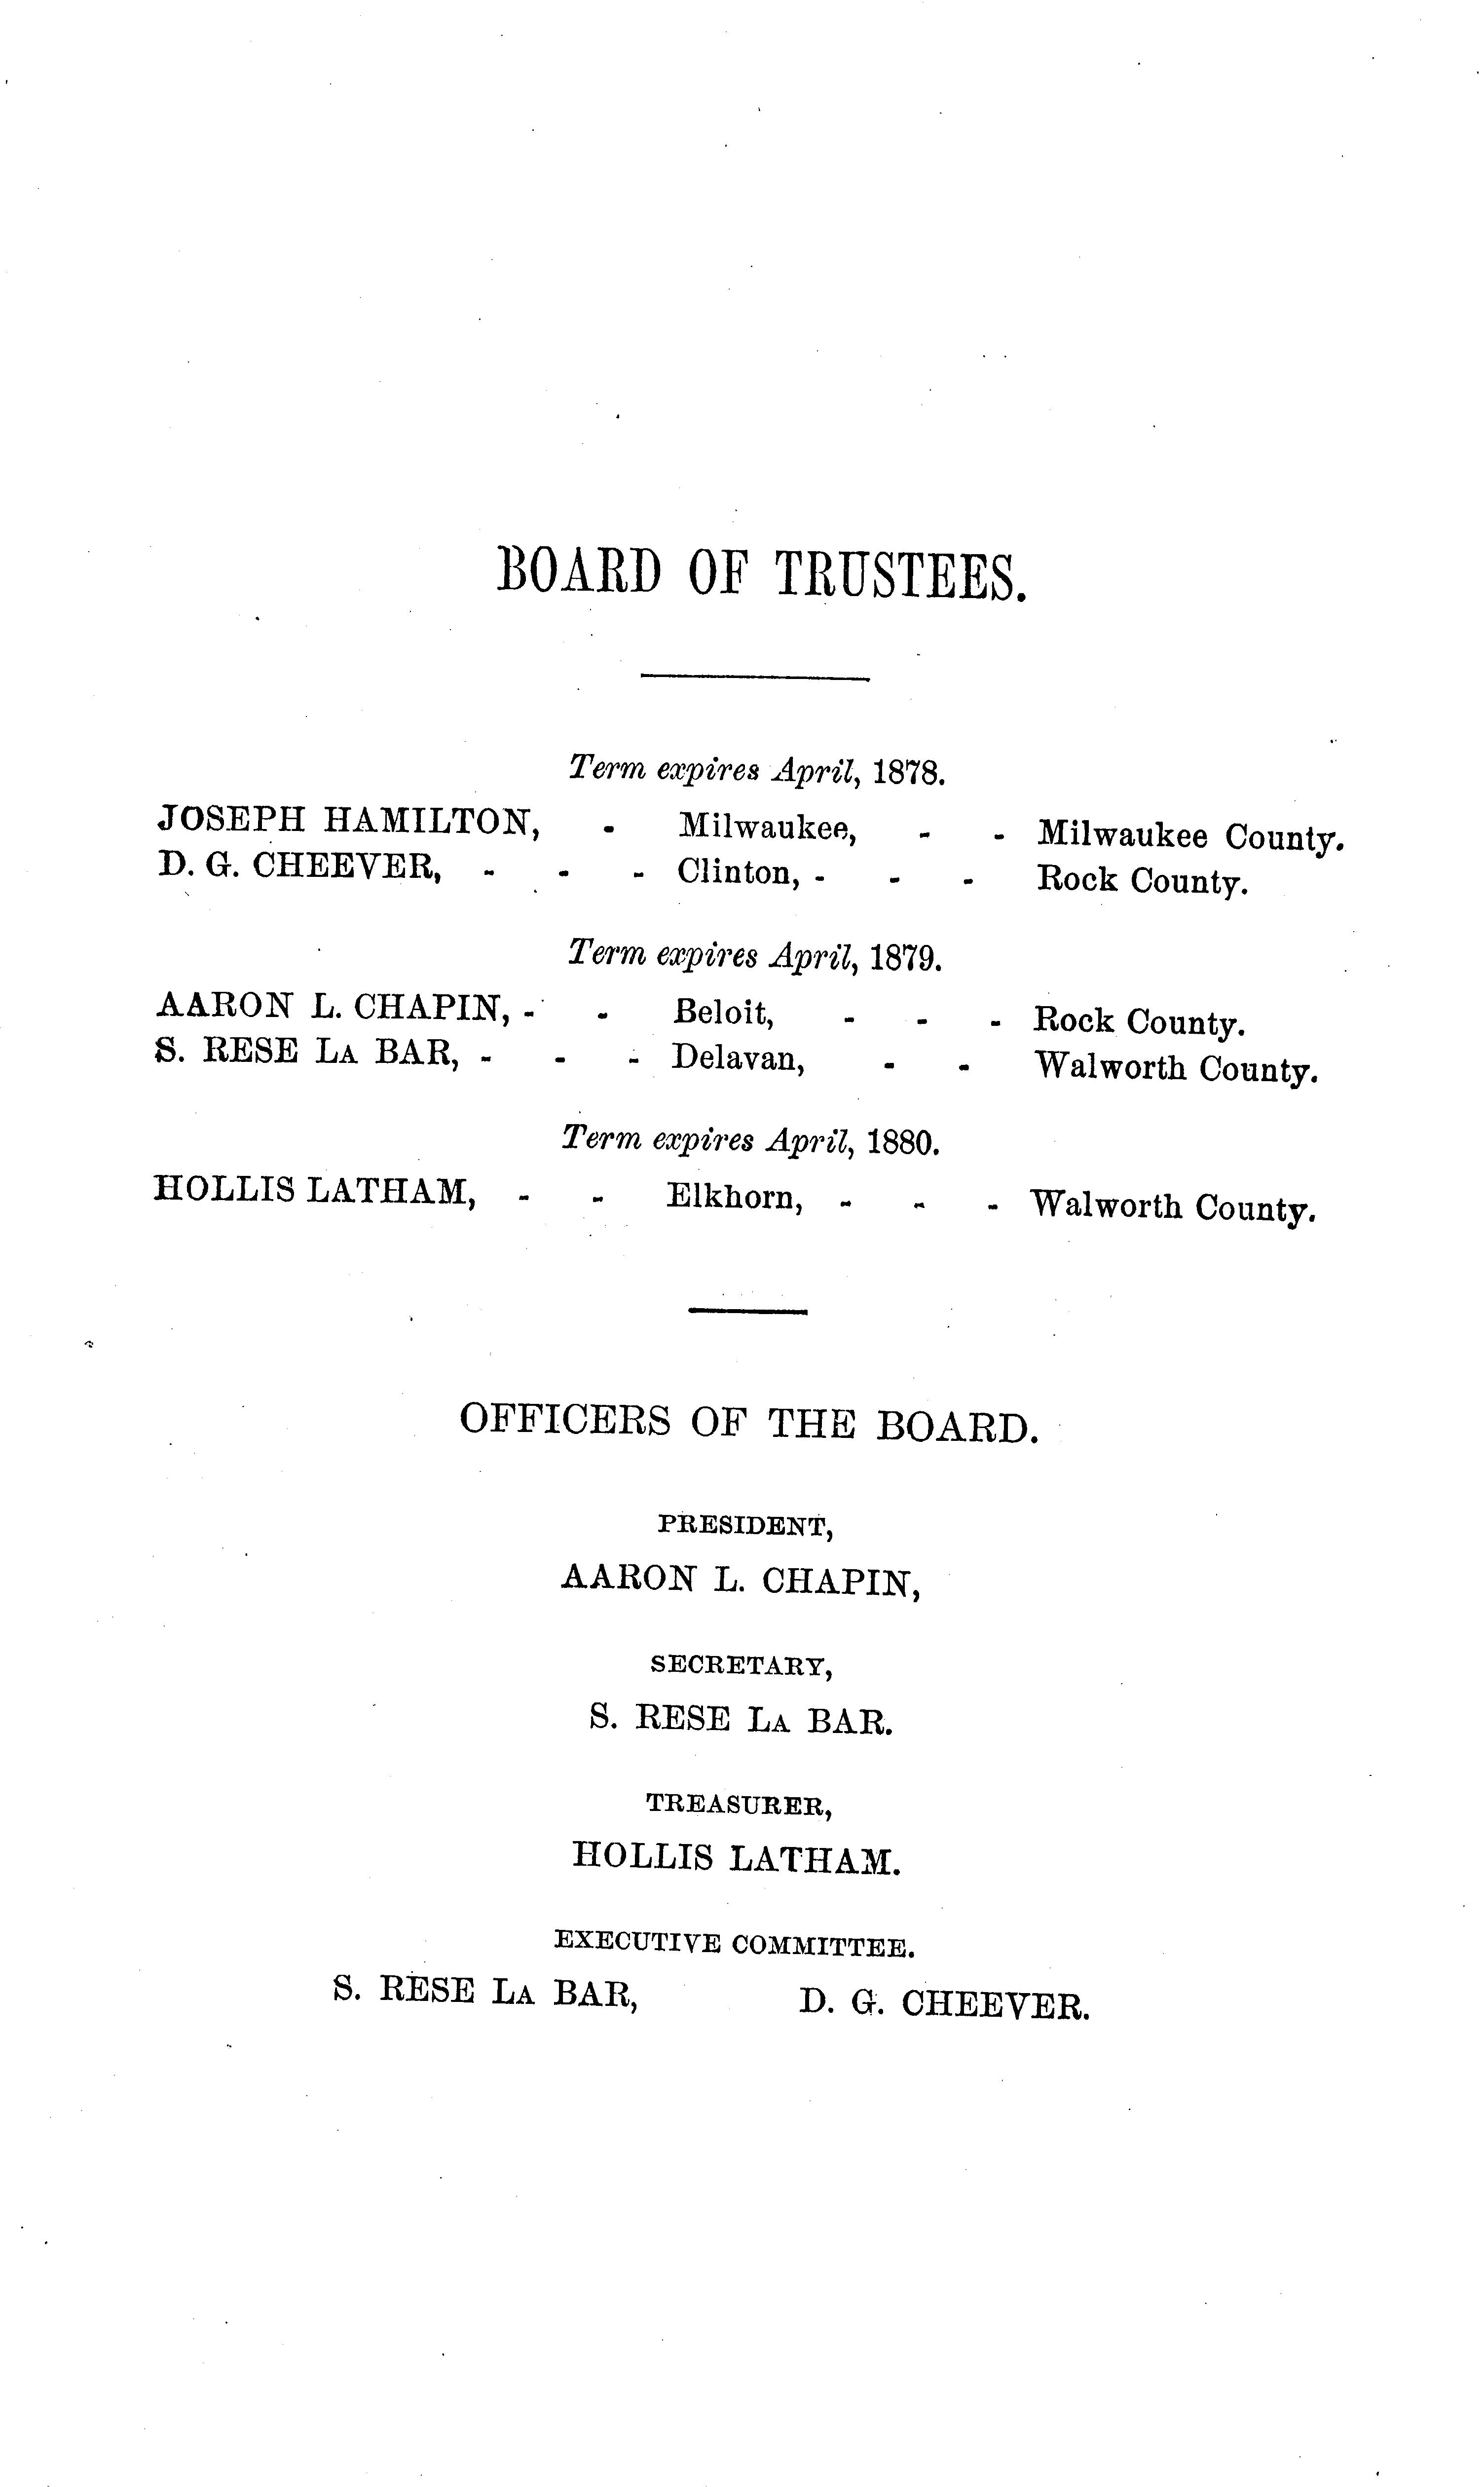 BOARD OF TRUSTEES.
Term expires April, 1878.
JOSEPH HAMILTON, - Milwaukee, - - Milwaukee County.
D. G. CHEEVER, - - - Clinton, - - - Rock County.
Term expires April, 1879.
AARON L. CHAPIN, - - Beloit, - - - Rock County.
S. RESE LA BAR, - - - Delavan, - - Walworth County.
Term expires April, 1880.
HOLLIS LATHAM, - - Elkhorn, - - - Walworth County.
OFFICERS OF THE BOARD.
PRESIDENT,
AARON L. CHAPIN,
SECRETARY,
S. RESE LA BAR.
TREASURER,
HOLLIS LATHAM.
EXECUTIVE COMMITTEE.
S. RESE LA BAR, D. G. CHEEVER.